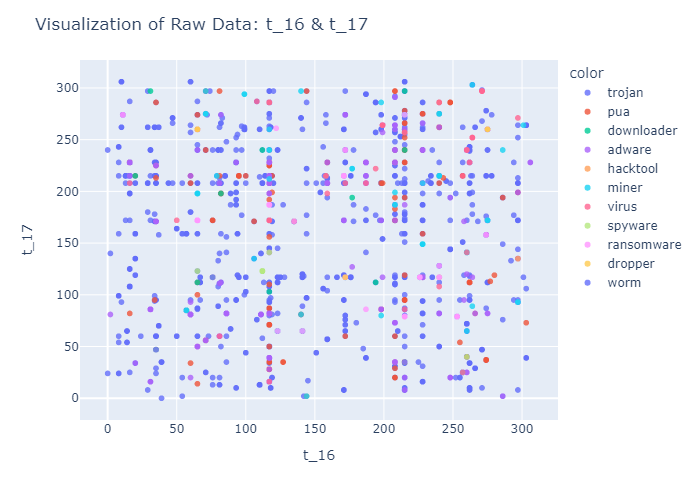 Visualization of Raw Data: t_16 & t_17
color
trojan
pua
downloader
adware
hacktool
miner
virus
spyware
ransomware
dropper
worm
t_17
300
250
200
150
100
50
0
0 50 100 150 200 250 300
t_16